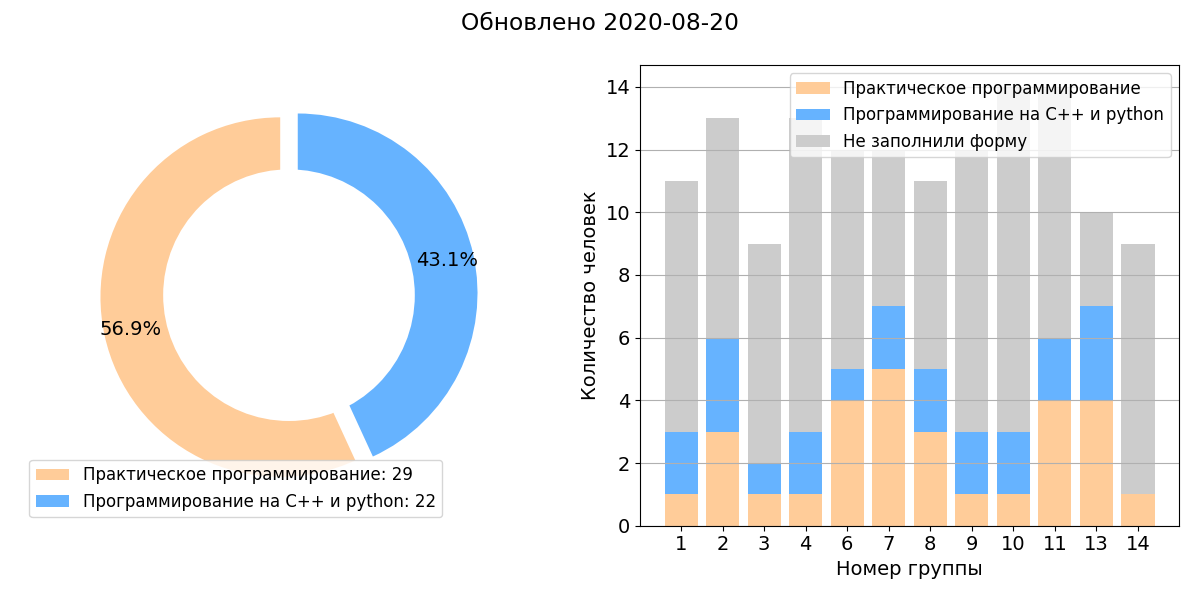 Обновлено 2020-08-20
56.9%
43.1%
Практическое программирование: 29
Программирование на C++ и python: 22
Практическое программирование
Программирование на C++ и python
Не заполнили форму
Количество человек
14
12
10
8
6
4
2
0
1 2 3 4 6 7 8 9 10 11 13 14
Номер группы